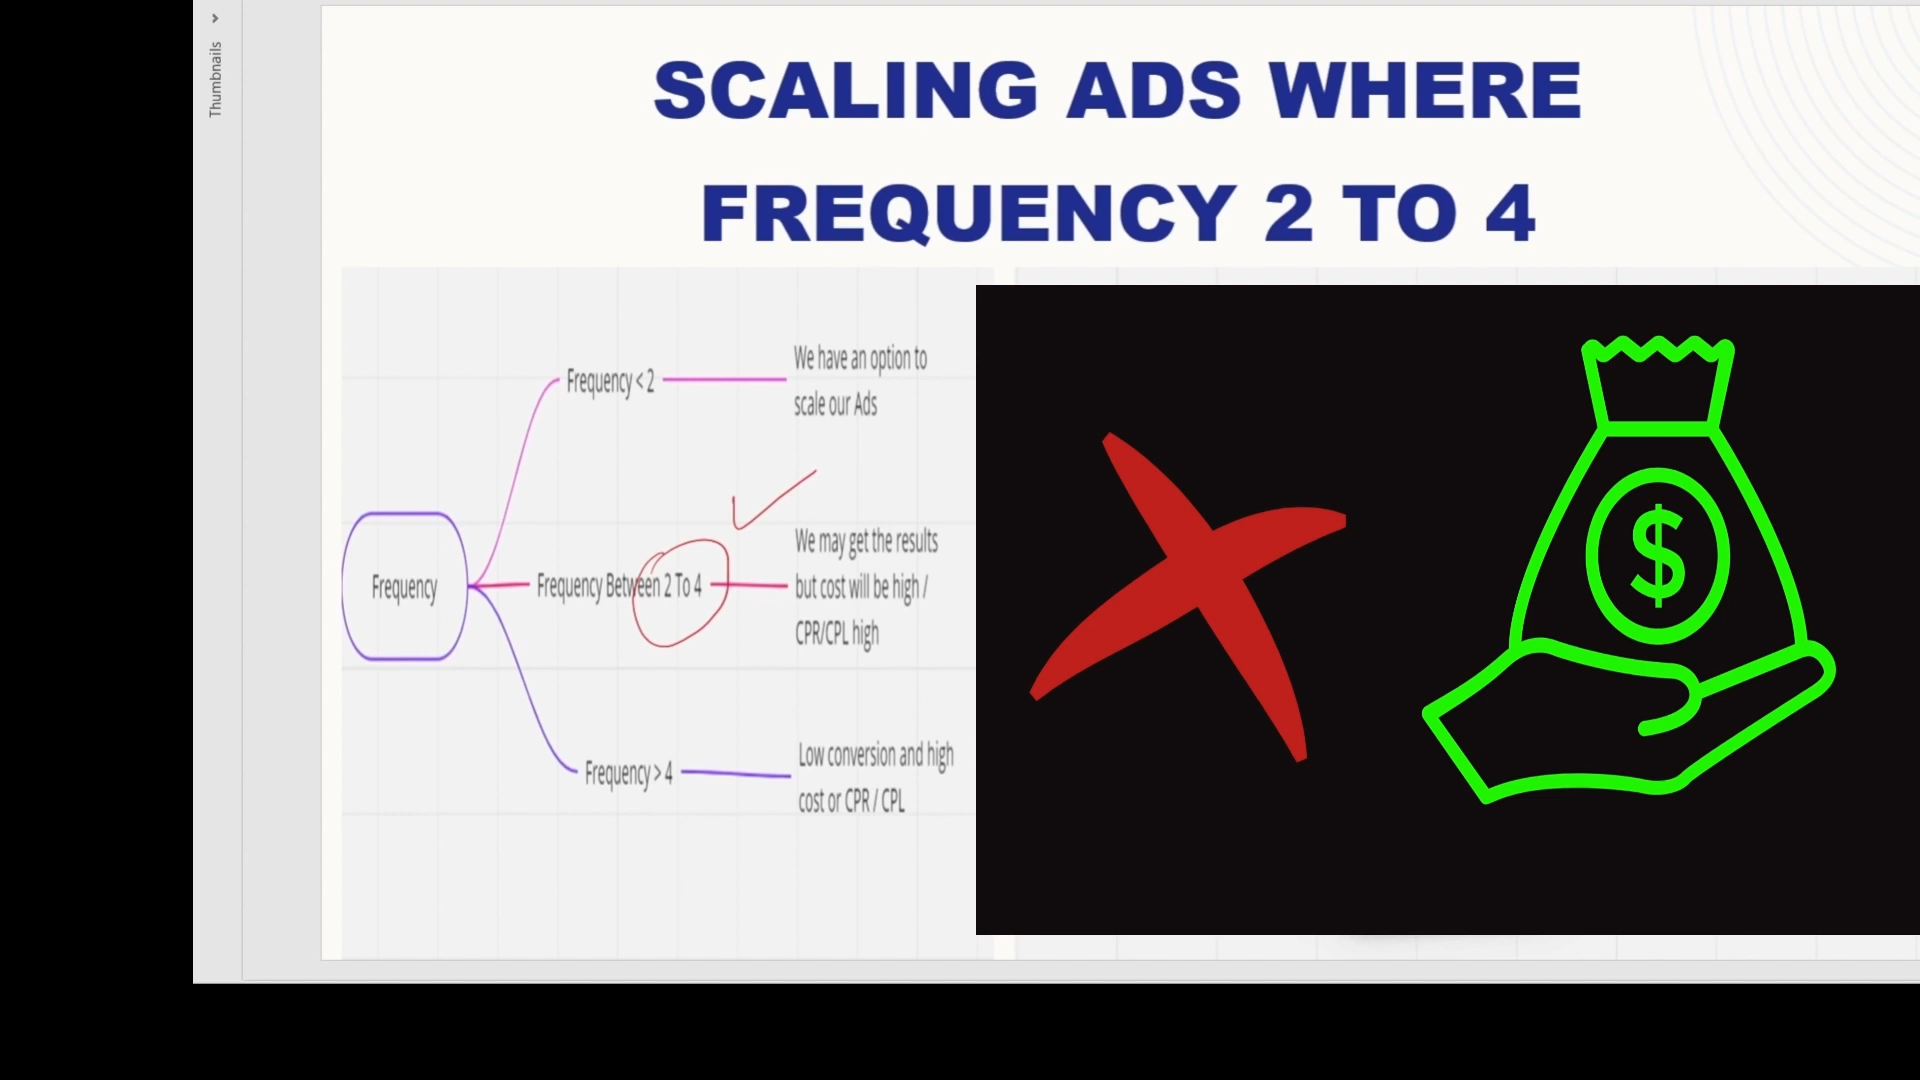 Thumbnails
SCALING ADS WHERE
FREQUENCY 2 TO 4
Frequency < 2
We have an option to
scale our Ads
Frequency
Frequency Between 2 To 4
We may get the results
but cost will be high /
CPR/CPL high
Frequency > 4
Low conversion and high
cost or CPR / CPL
$